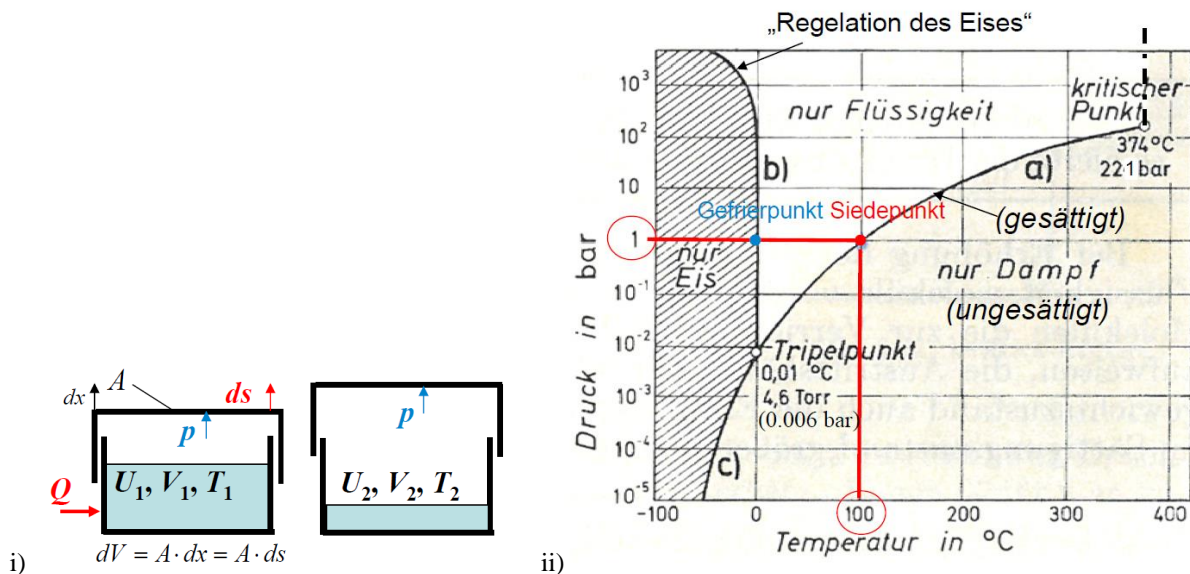 „Regelation des Eises“
10³
10²
10
1
10⁻¹
10⁻²
10⁻³
10⁻⁴
10⁻⁵
Druck in bar
nur Flüssigkeit
kritischer
Punkt
374°C
221 bar
b)
a)
Gefrierpunkt
Siedepunkt
(gesättigt)
nur
Eis
nur Dampf
(ungesättigt)
Tripelpunkt
0,01 °C
4,6 Torr
(0.006 bar)
c)
-100 0 100 200 300 400
Temperatur in °C
dx
A
ds
p
U₁, V₁, T₁
Q
dV = A · dx = A · ds
p
U₂, V₂, T₂
i)
ii)